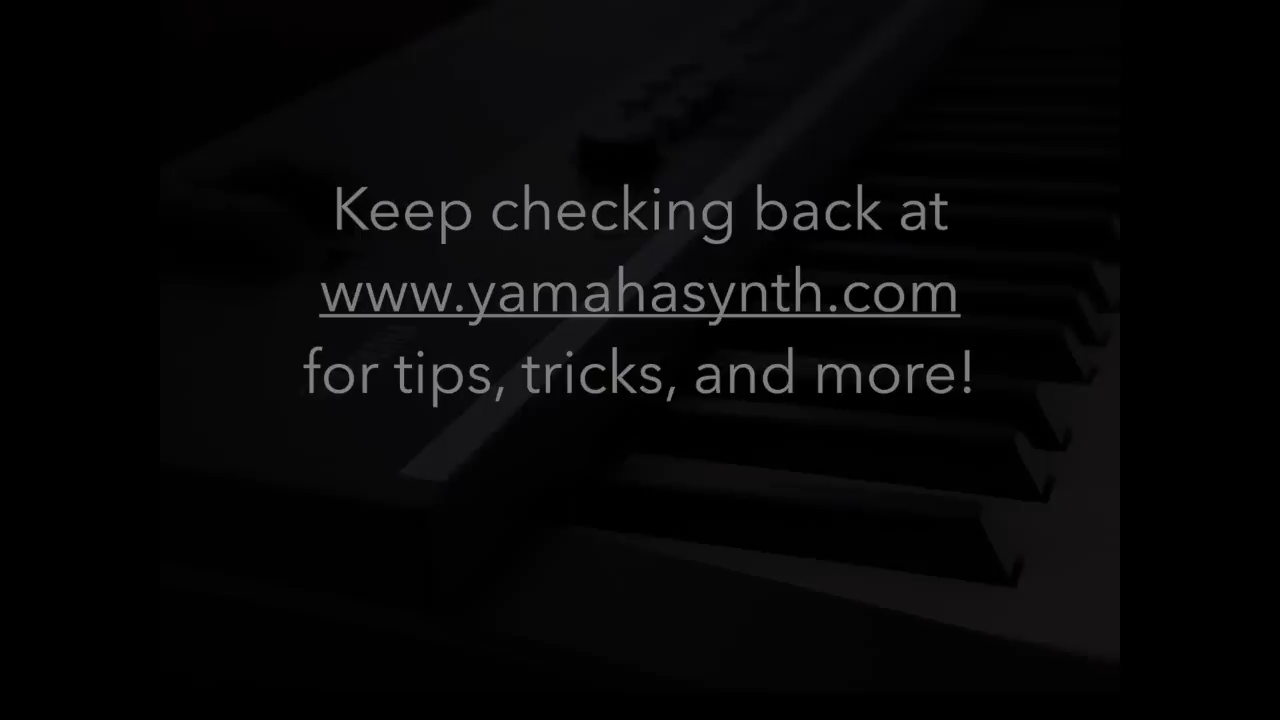 Keep checking back at
www.yamahasynth.com
for tips, tricks, and more!